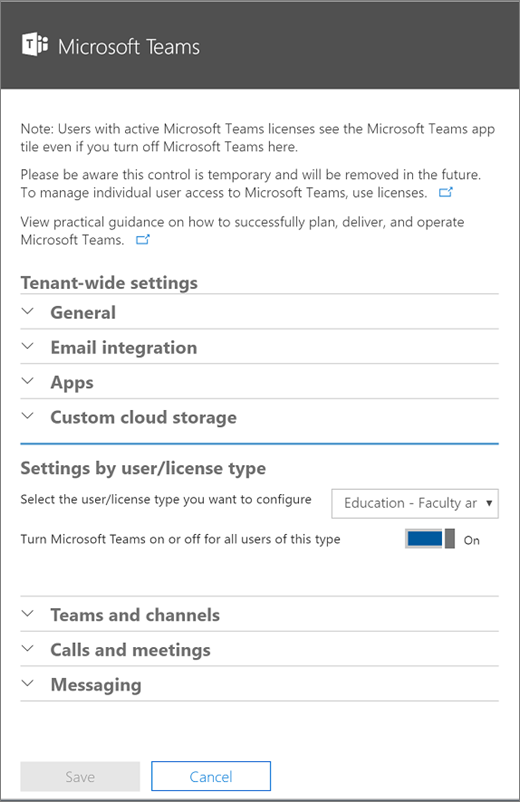 Microsoft Teams
Note: Users with active Microsoft Teams licenses see the Microsoft Teams app
tile even if you turn off Microsoft Teams here.
Please be aware this control is temporary and will be removed in the future.
To manage individual user access to Microsoft Teams, use licenses.
View practical guidance on how to successfully plan, deliver, and operate
Microsoft Teams.
Tenant-wide settings
General
Email integration
Apps
Custom cloud storage
Settings by user/license type
Select the user/license type you want to configure
Education - Faculty ar
Turn Microsoft Teams on or off for all users of this type
On
Teams and channels
Calls and meetings
Messaging
Save
Cancel